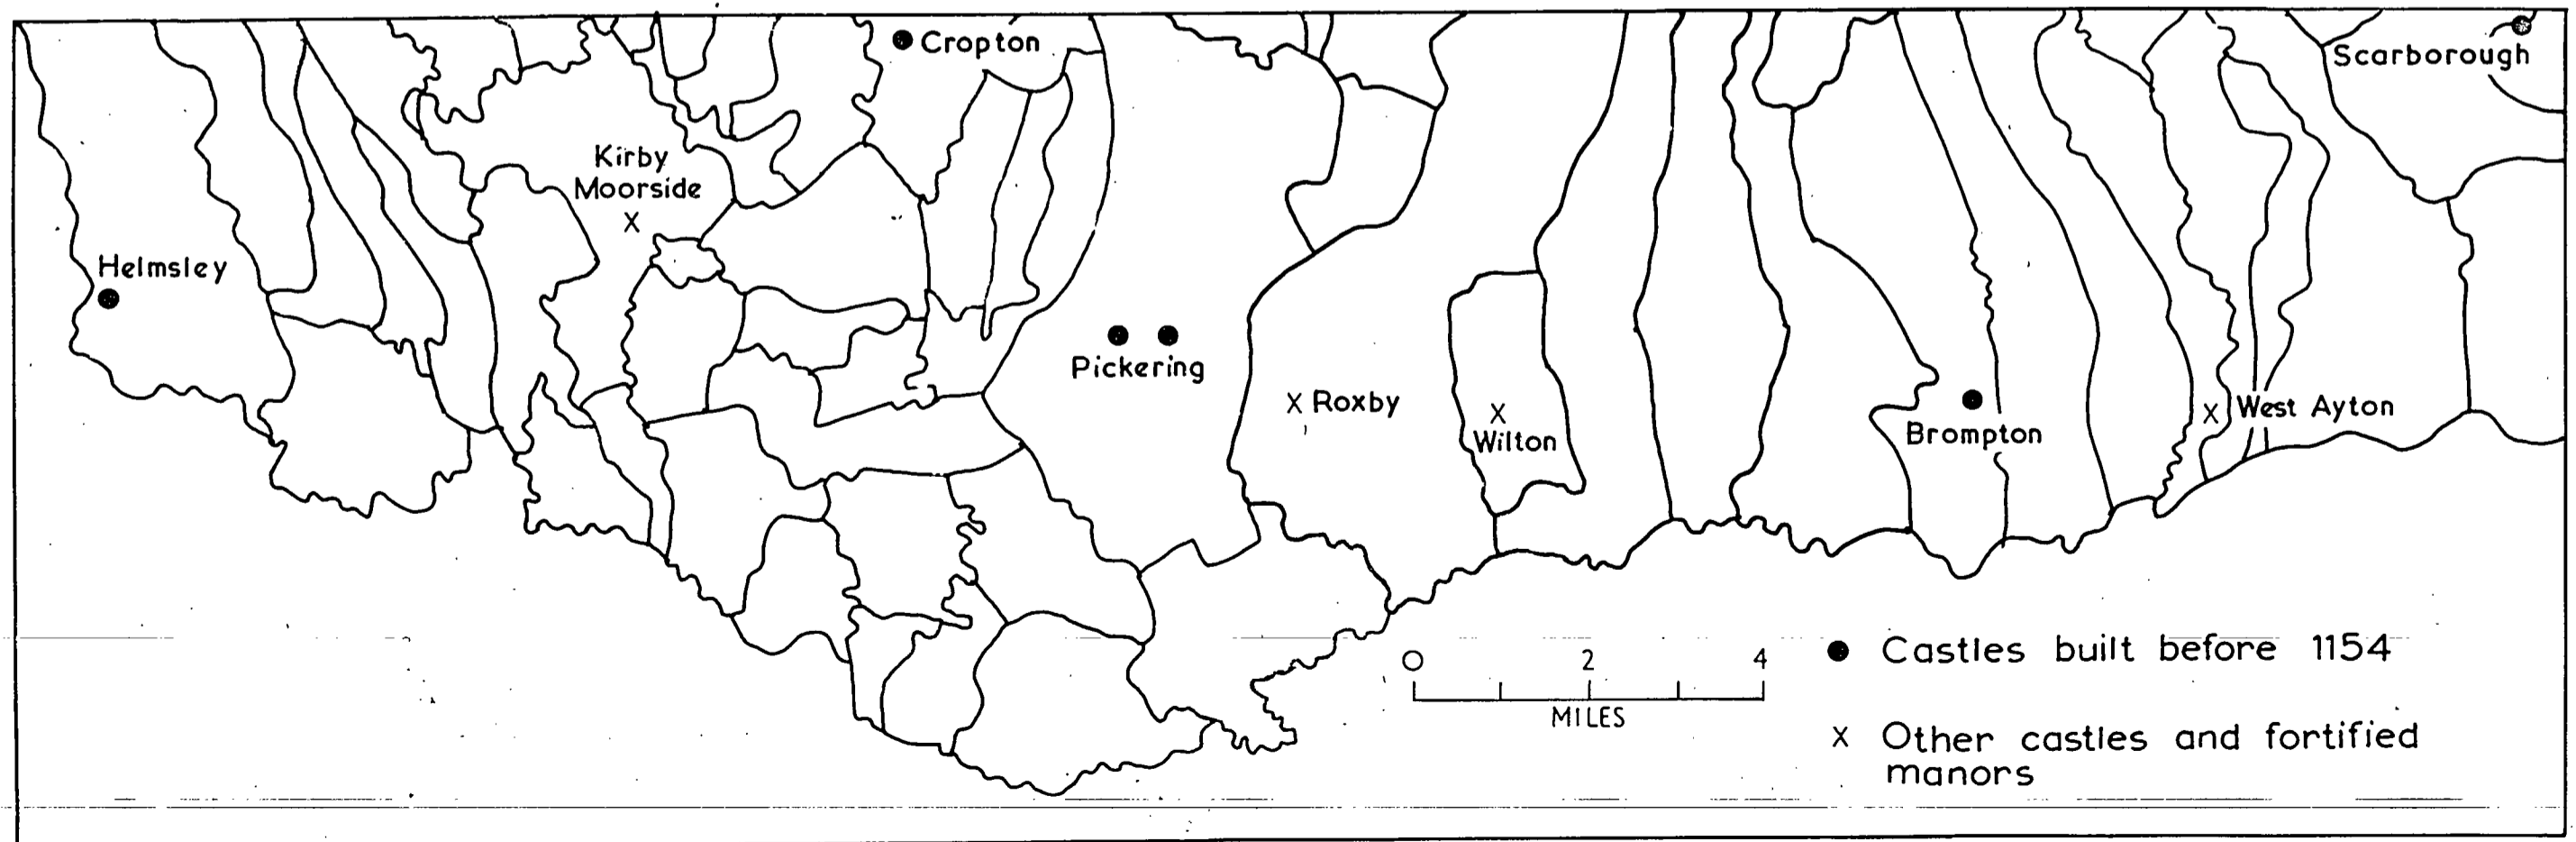 Cropton
Scarborough
Kirby
Moorside
X
Helmsley
Pickering
X Roxby
X
Wilton
Brompton
X West Ayton
0 2 4
MILES
Castles built before 1154
X Other castles and fortified
manors